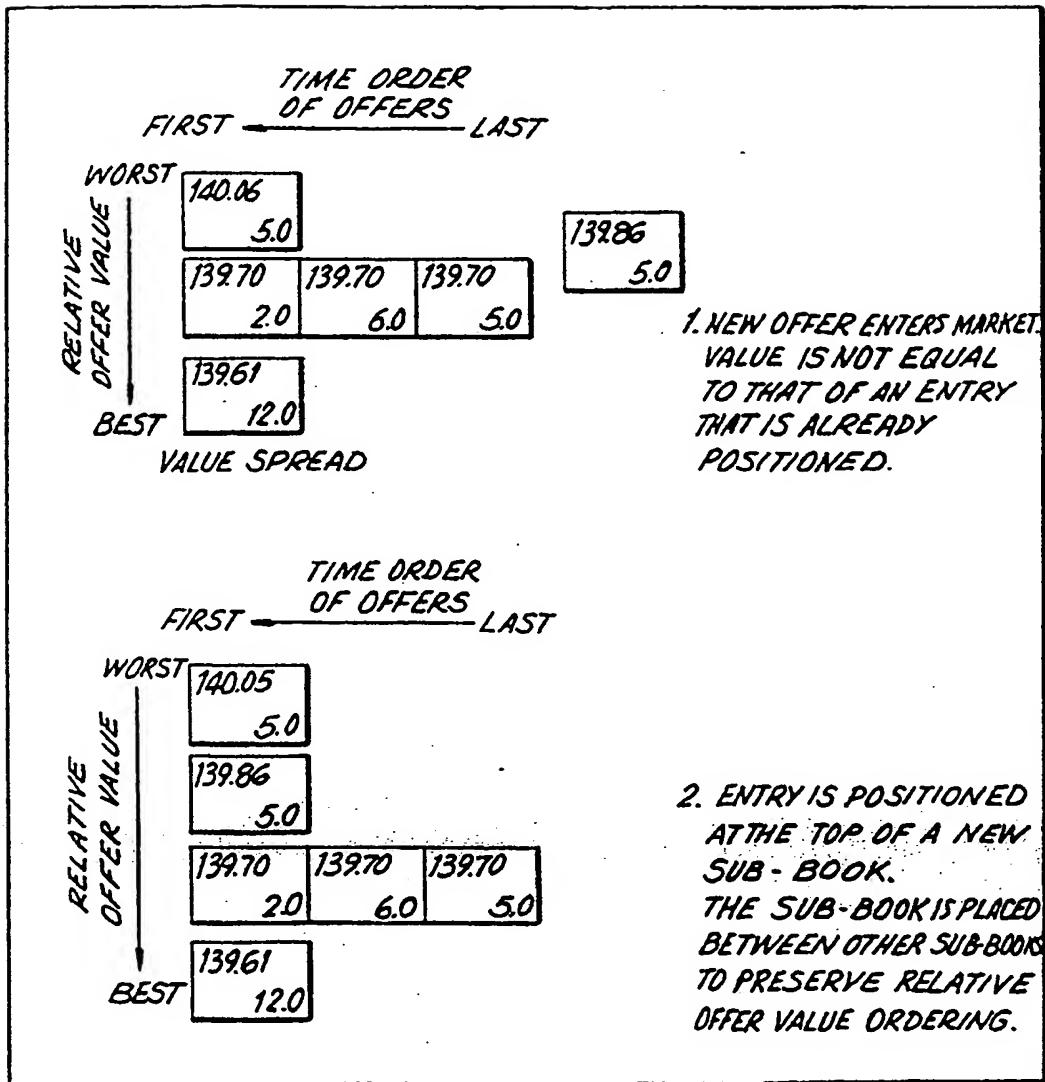 TIME ORDER
OF OFFERS
FIRST LAST
WORST
RELATIVE
OFFER VALUE
BEST
140.06
5.0
139.70 139.70 139.70
2.0 6.0 5.0
139.61
12.0
VALUE SPREAD
139.86
5.0
1. NEW OFFER ENTERS MARKET.
VALUE IS NOT EQUAL
TO THAT OF AN ENTRY
THAT IS ALREADY
POSITIONED.
TIME ORDER
OF OFFERS
FIRST LAST
WORST
RELATIVE
OFFER VALUE
BEST
140.05
5.0
139.86
5.0
139.70 139.70 139.70
2.0 6.0 5.0
139.61
12.0
2. ENTRY IS POSITIONED
AT THE TOP OF A NEW
SUB-BOOK.
THE SUB-BOOK IS PLACED
BETWEEN OTHER SUB-BOOKS
TO PRESERVE RELATIVE
OFFER VALUE ORDERING.